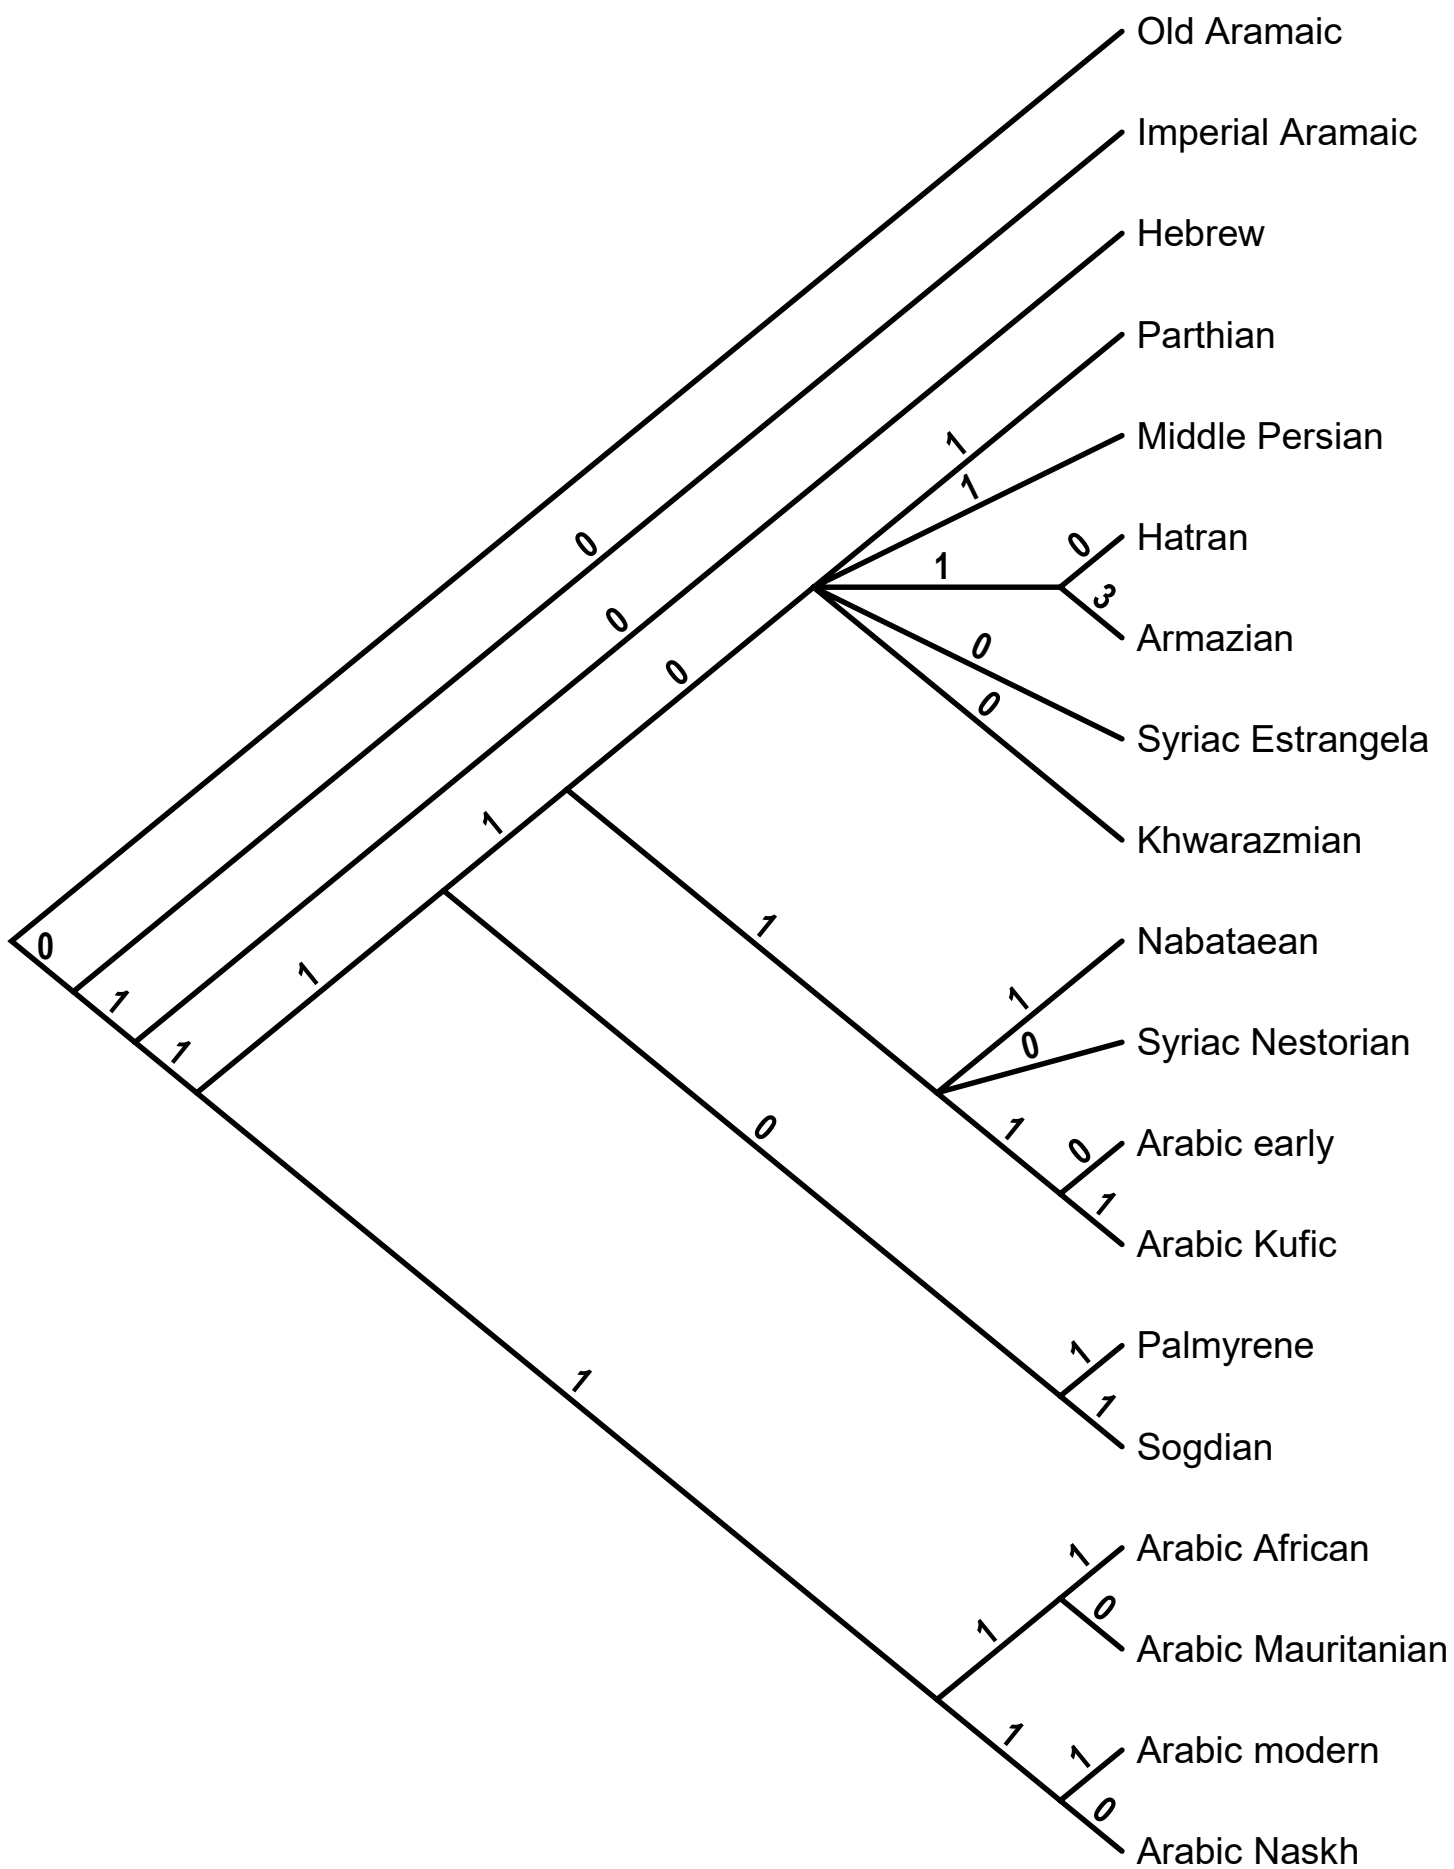 Old Aramaic
Imperial Aramaic
Hebrew
Parthian
1
Middle Persian
1
Hatran
0
0
1
3
Armazian
0
0
0
0
Syriac Estrangela
Khwarazmian
1
1
Nabataean
0
1
1
1
0
Syriac Nestorian
1
0
1
0
Arabic early
1
Arabic Kufic
1
Palmyrene
1
1
Sogdian
1
Arabic African
0
1
Arabic Mauritanian
1
1
Arabic modern
0
Arabic Naskh